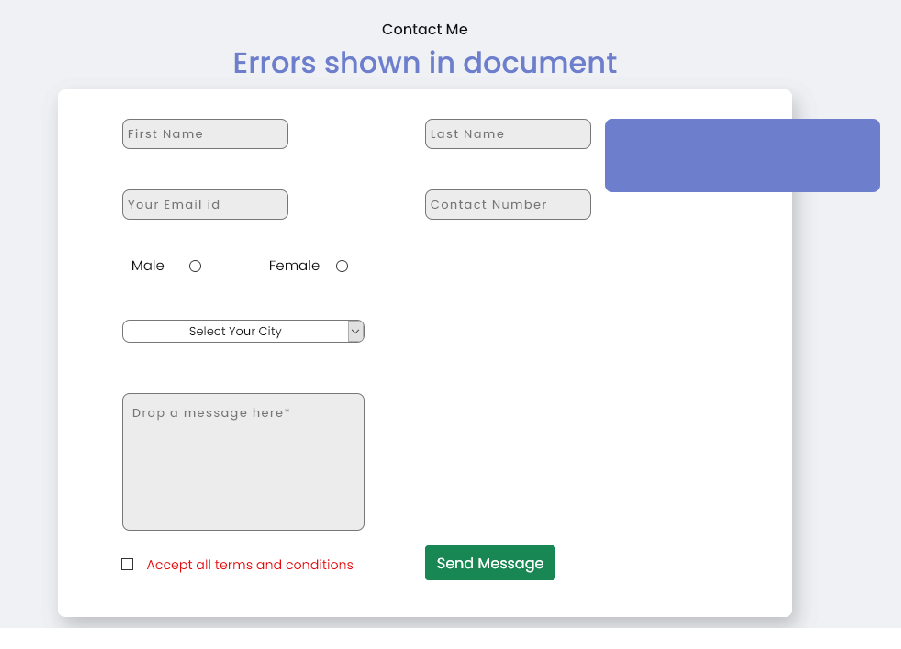 Contact Me
Errors shown in document
First Name
Last Name
Your Email id
Contact Number
Male
Female
Select Your City
Drop a message here*
Accept all terms and conditions
Send Message